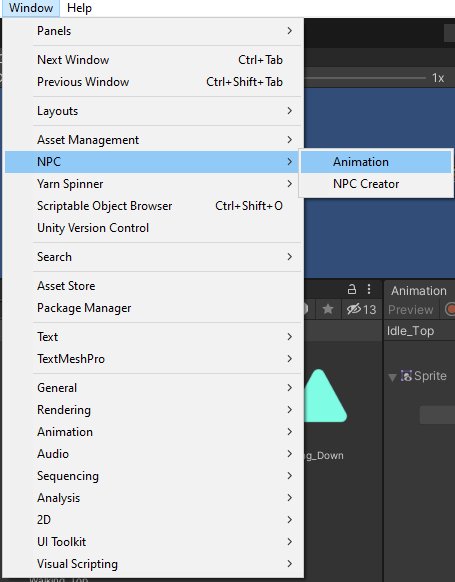 Window Help
Panels
Next Window Ctrl+Tab
Previous Window Ctrl+Shift+Tab
1x
Layouts
Asset Management
NPC
Animation
Yarn Spinner
NPC Creator
Scriptable Object Browser Ctrl+Shift+O
Unity Version Control
Search
Asset Store
Animation
Package Manager
13
Preview
Text
Idle_Top
TextMeshPro
General
Sprite
Rendering
Animation
Audio
ng_Down
Sequencing
Analysis
2D
UI Toolkit
Visual Scripting
Walking_Top